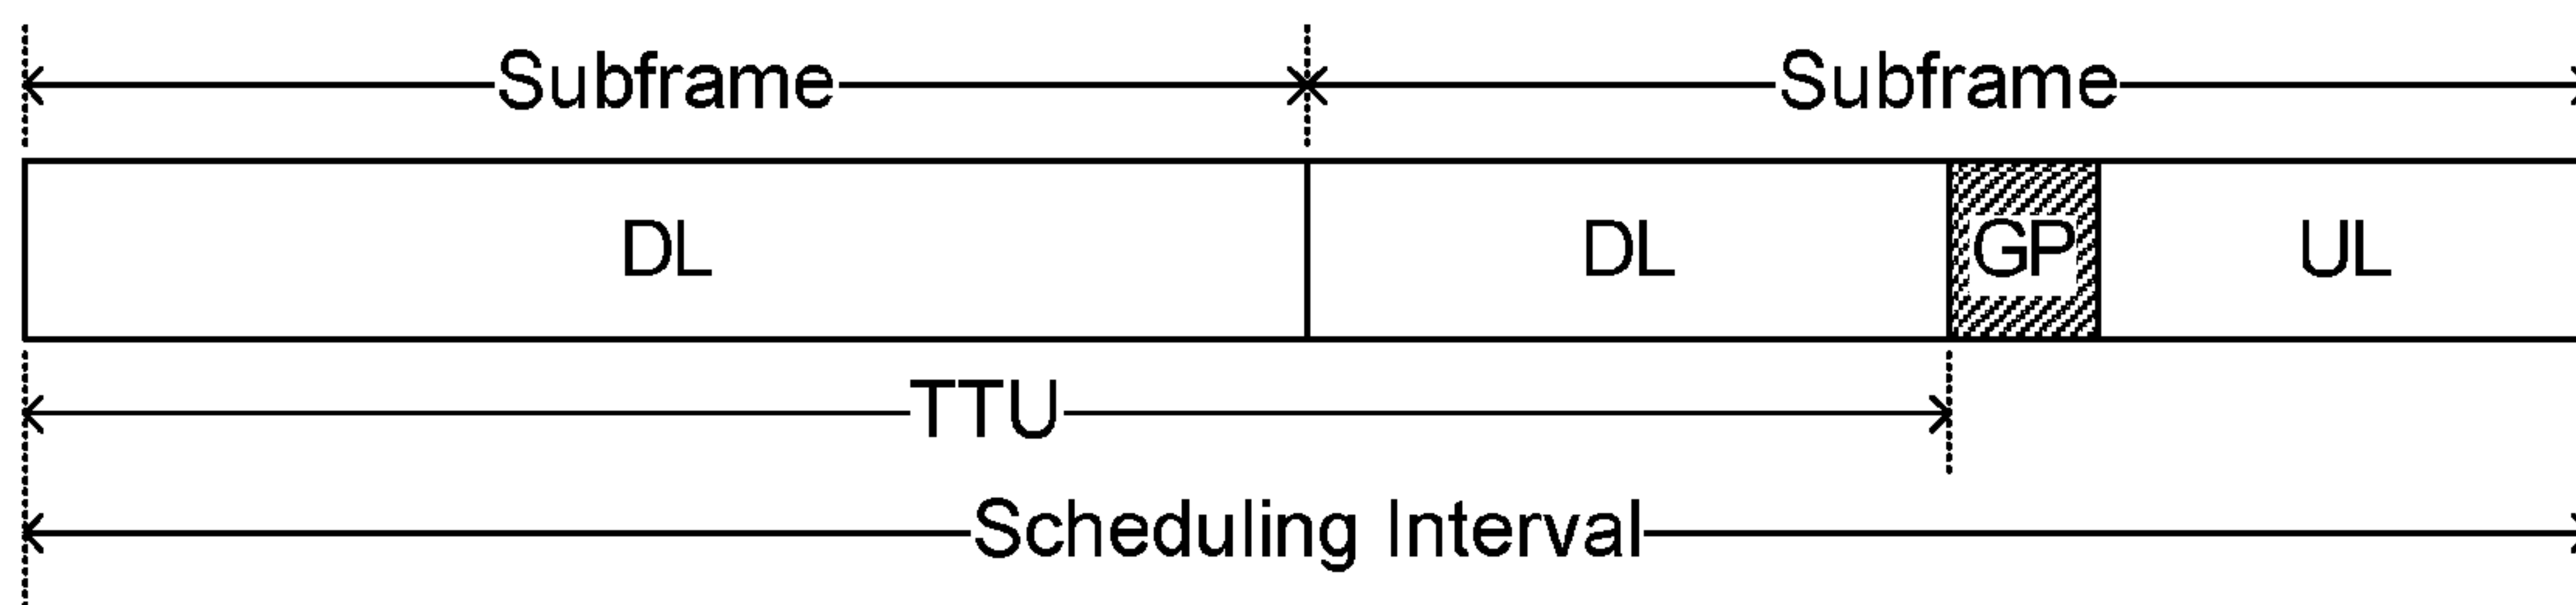 Subframe Subframe
DL DL GP UL
TTU
Scheduling Interval